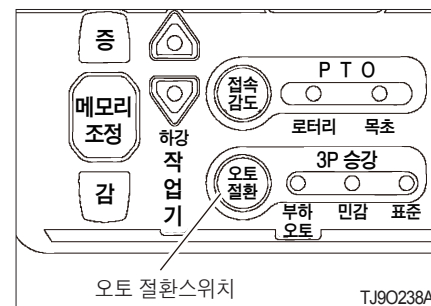 증
메모리
조정
감
하강
작
업
기
접속
감도
P T O
로터리 목초
오토
절환
3P 승강
부하 민감 표준
오토
오토 절환스위치
TJ9O238A